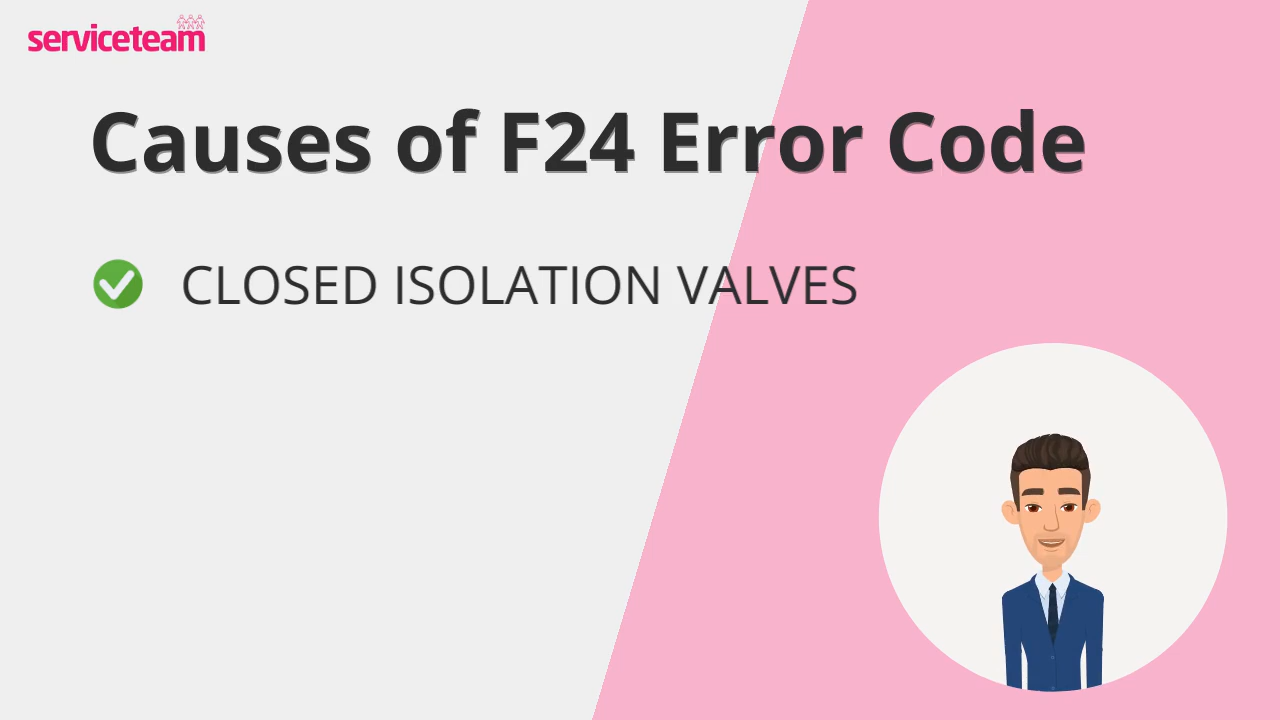 serviceteam
Causes of F24 Error Code
CLOSED ISOLATION VALVES